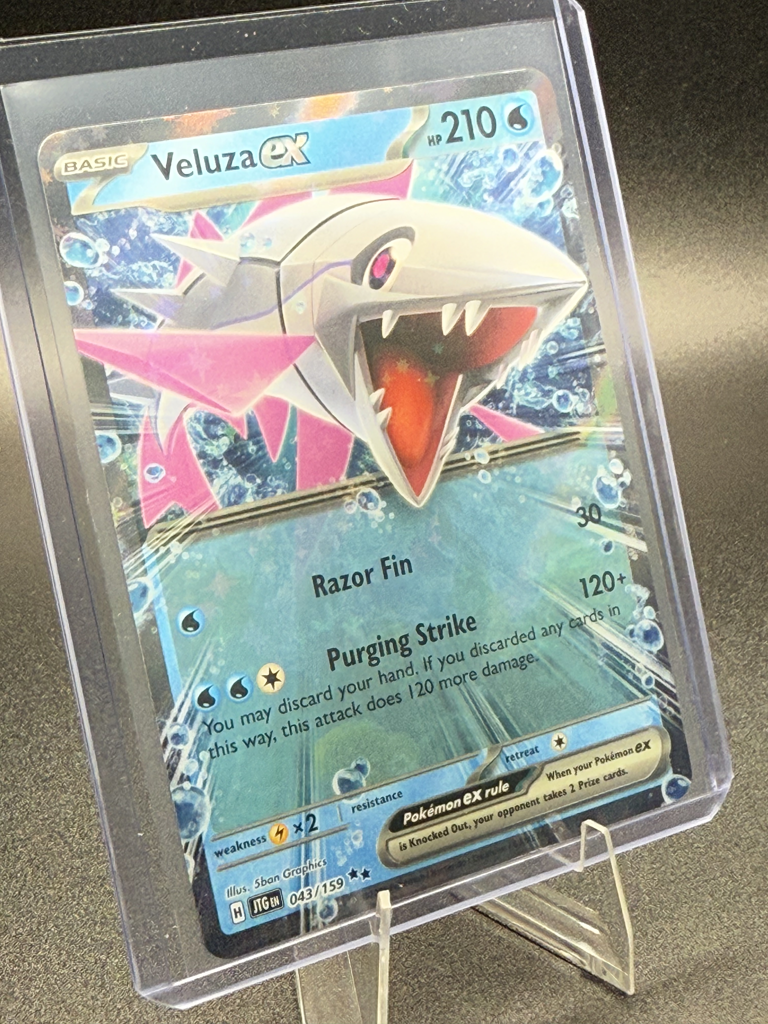 BASIC Veluza ex HP 210
Razor Fin 30
Purging Strike 120+
You may discard your hand. If you discarded any cards in
this way, this attack does 120 more damage.
weakness ×2 resistance retreat
Pokémon ex rule When your Pokémon ex
is Knocked Out, your opponent takes 2 Prize cards.
Illus. 5ban Graphics
H JTG EN 043/159